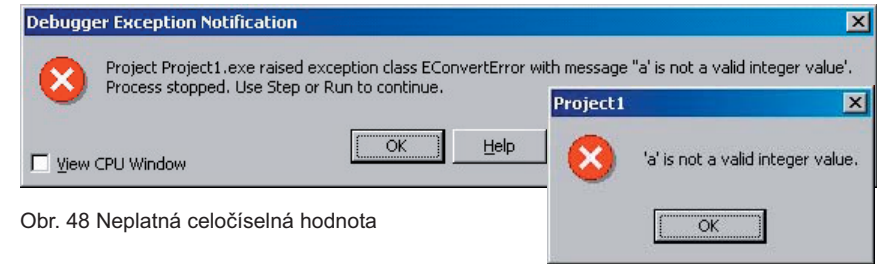 Debugger Exception Notification
Project Project1.exe raised exception class EConvertError with message "a' is not a valid integer value'.
Process stopped. Use Step or Run to continue.
OK
Help
View CPU Window
Project1
'a' is not a valid integer value.
OK
Obr. 48 Neplatná celočíselná hodnota